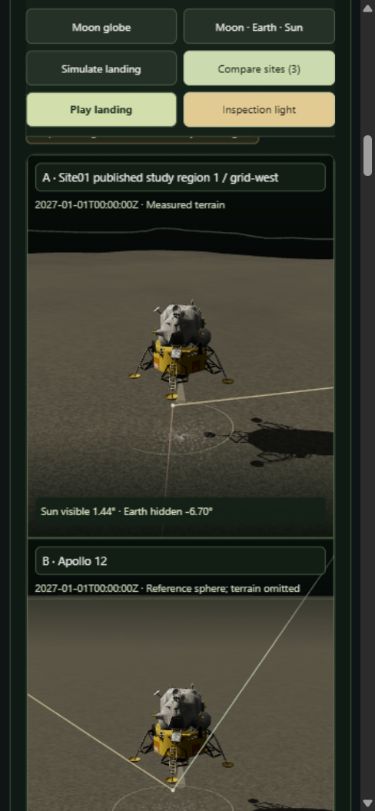 Moon globe
Moon · Earth · Sun
Simulate landing
Compare sites (3)
Play landing
Inspection light
A · Site01 published study region 1 / grid-west
2027-01-01T00:00:00Z · Measured terrain
Sun visible 1.44° · Earth hidden -6.70°
B · Apollo 12
2027-01-01T00:00:00Z · Reference sphere; terrain omitted